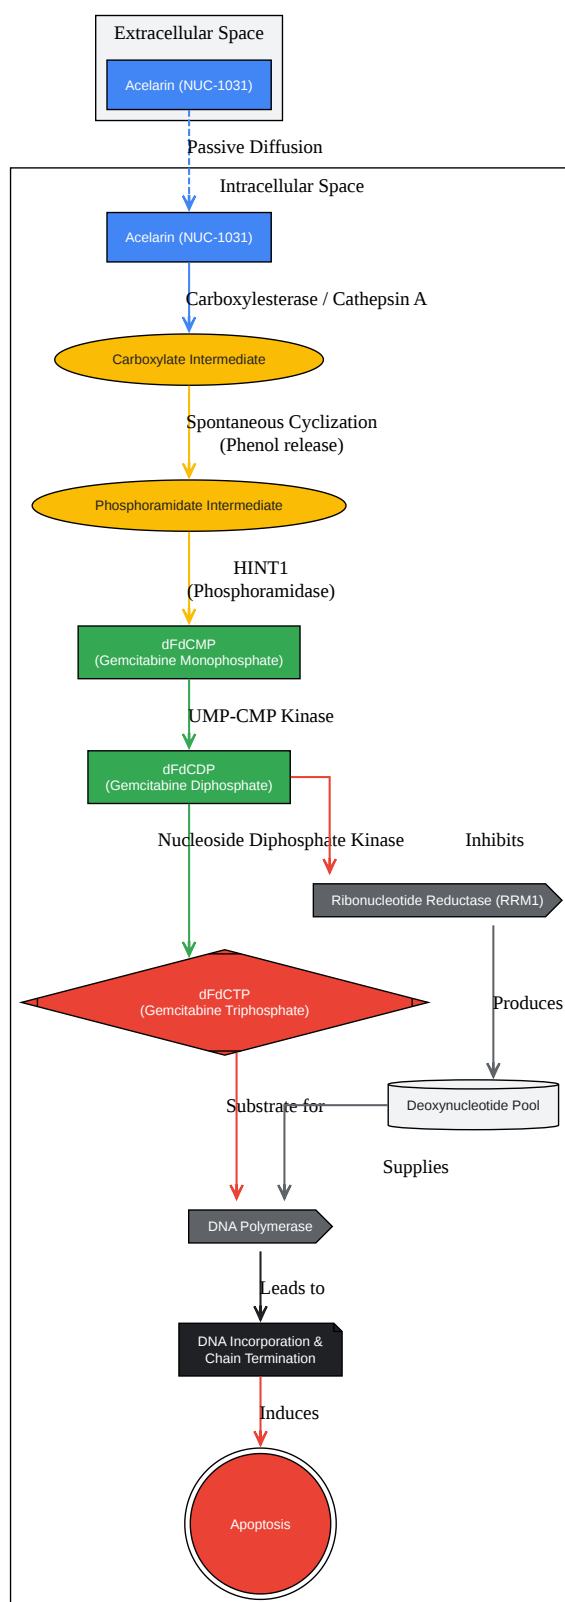 Extracellular Space
Acelarin (NUC-1031)
Passive Diffusion
Intracellular Space
Acelarin (NUC-1031)
Carboxylesterase / Cathepsin A
Carboxylate Intermediate
Spontaneous Cyclization
(Phenol release)
Phosphoramidate Intermediate
HINT1
(Phosphoramidase)
dFdCMP
(Gemcitabine Monophosphate)
UMP-CMP Kinase
dFdCDP
(Gemcitabine Diphosphate)
Nucleoside Diphosphate Kinase
Inhibits
Ribonucleotide Reductase (RRM1)
dFdCTP
(Gemcitabine Triphosphate)
Produces
Substrate for
Deoxynucleotide Pool
Supplies
DNA Polymerase
Leads to
DNA Incorporation &
Chain Termination
Induces
Apoptosis